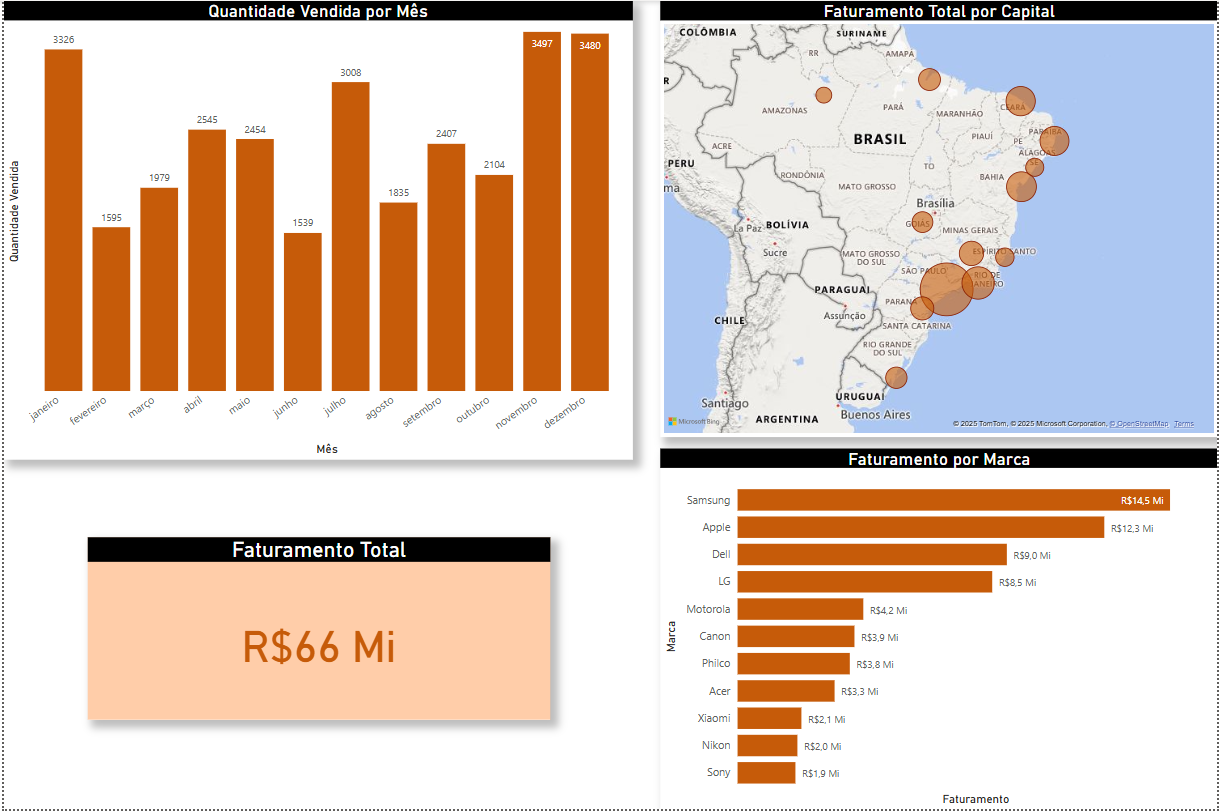 Quantidade Vendida por Mês
Quantidade Vendida
3326
1595
1979
2545
2454
1539
3008
1835
2407
2104
3497
3480
janeiro
fevereiro
março
abril
maio
junho
julho
agosto
setembro
outubro
novembro
dezembro
Mês
Faturamento Total por Capital
COLÔMBIA
SURINAME
RR
AMAPÁ
R
AMAZONAS
PARÁ
CEARÁ
MARANHÃO
BRASIL
PARAÍBA
PIAUÍ
PE
ACRE
ALAGOAS
PERU
TO
SE
RONDÔNIA
BAHIA
ma
MATO GROSSO
Brasília
La Paz
BOLÍVIA
GOIÁS
MINAS GERAIS
Sucre
MATO GROSSO
DO SUL
ESPÍRITO SANTO
SÃO PAULO
RIO DE
JANEIRO
PARAGUAI
PARANÁ
Assunção
CHILE
SANTA CATARINA
RIO GRANDE
DO SUL
URUGUAI
Santiago
Buenos Aires
ARGENTINA
Microsoft Bing
© 2025 TomTom, © 2025 Microsoft Corporation, © OpenStreetMap Terms
Faturamento Total
R$66 Mi
Faturamento por Marca
Marca
Samsung R$14,5 Mi
Apple R$12,3 Mi
Dell R$9,0 Mi
LG R$8,5 Mi
Motorola R$4,2 Mi
Canon R$3,9 Mi
Philco R$3,8 Mi
Acer R$3,3 Mi
Xiaomi R$2,1 Mi
Nikon R$2,0 Mi
Sony R$1,9 Mi
Faturamento